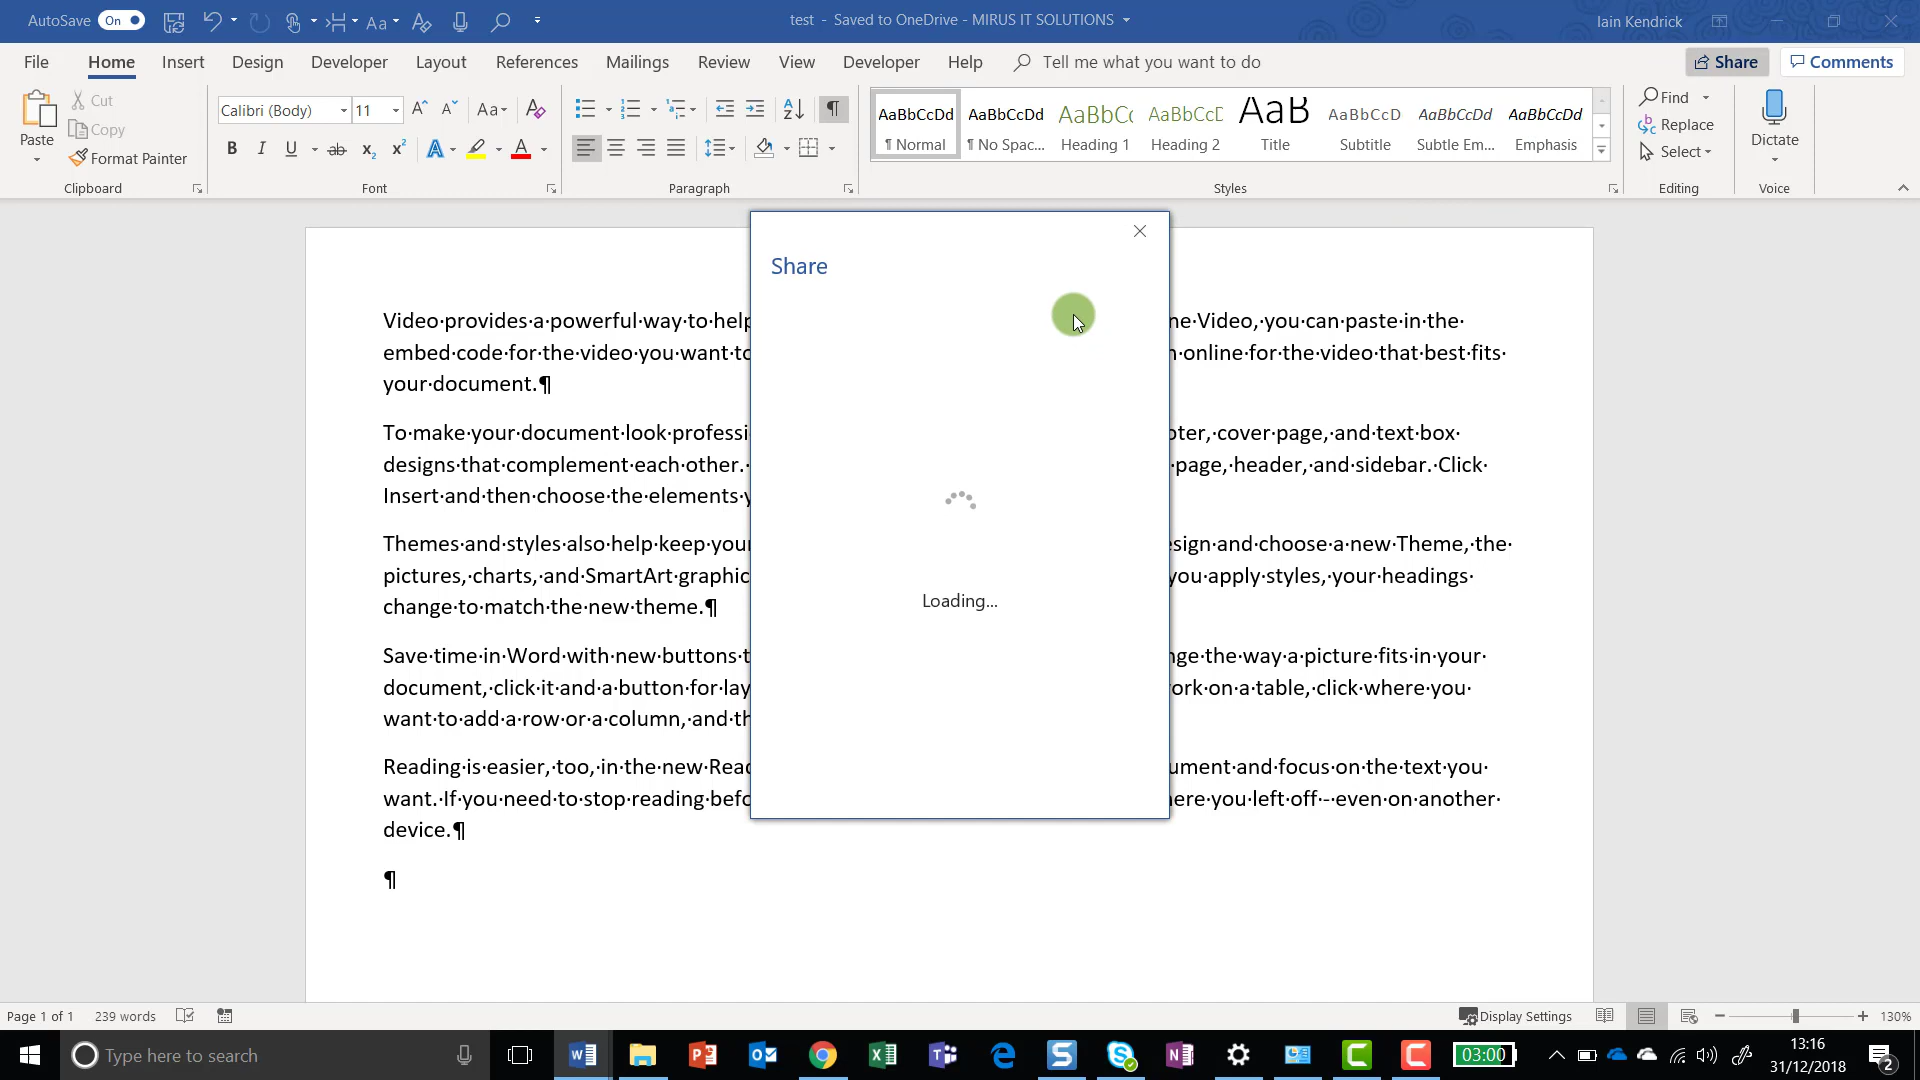 AutoSave On
test - Saved to OneDrive - MIRUS IT SOLUTIONS
Iain Kendrick
File Home Insert Design Developer Layout References Mailings Review View Developer Help Tell me what you want to do Share Comments
Paste
Cut
Copy
Format Painter
Clipboard
Calibri (Body) 11
Font
Paragraph
AaBbCcDd AaBbCcDd AaBbCc AaBbCcD AaB AaBbCcD AaBbCcDd AaBbCcDd
¶ Normal ¶ No Spac... Heading 1 Heading 2 Title Subtitle Subtle Em... Emphasis
Styles
Find
Replace
Select
Editing
Dictate
Voice
Share
Loading...
Video·provides·a·powerful·way·to·help ne·Video,·you·can·paste·in·the·
embed·code·for·the·video·you·want·to n·online·for·the·video·that·best·fits·
your·document.¶
To·make·your·document·look·professi oter,·cover·page,·and·text·box·
designs·that·complement·each·other.· page,·header,·and·sidebar.·Click·
Insert·and·then·choose·the·elements·y
Themes·and·styles·also·help·keep·your esign·and·choose·a·new·Theme,·the·
pictures,·charts,·and·SmartArt·graphic you·apply·styles,·your·headings·
change·to·match·the·new·theme.¶
Save·time·in·Word·with·new·buttons·t nge·the·way·a·picture·fits·in·your·
document,·click·it·and·a·button·for·lay ork·on·a·table,·click·where·you·
want·to·add·a·row·or·a·column,·and·th
Reading·is·easier,·too,·in·the·new·Read ument·and·focus·on·the·text·you·
want.·If·you·need·to·stop·reading·befo ere·you·left·off·-·even·on·another·
device.¶
¶
Page 1 of 1 239 words Display Settings 130%
Type here to search
03:00
13:16
31/12/2018
2